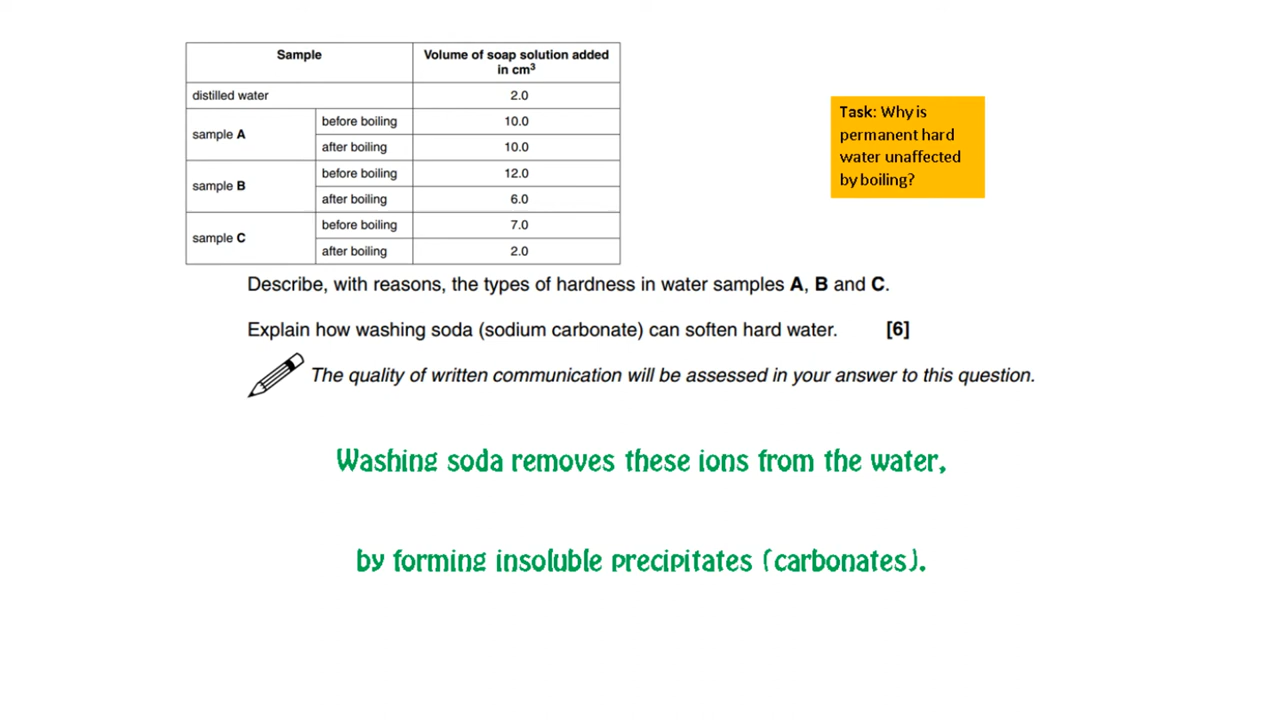 Sample Volume of soap solution added
in cm³
distilled water 2.0
sample A before boiling 10.0
after boiling 10.0
sample B before boiling 12.0
after boiling 6.0
sample C before boiling 7.0
after boiling 2.0
Task: Why is
permanent hard
water unaffected
by boiling?
Describe, with reasons, the types of hardness in water samples A, B and C.
Explain how washing soda (sodium carbonate) can soften hard water. [6]
The quality of written communication will be assessed in your answer to this question.
Washing soda removes these ions from the water,
by forming insoluble precipitates (carbonates).